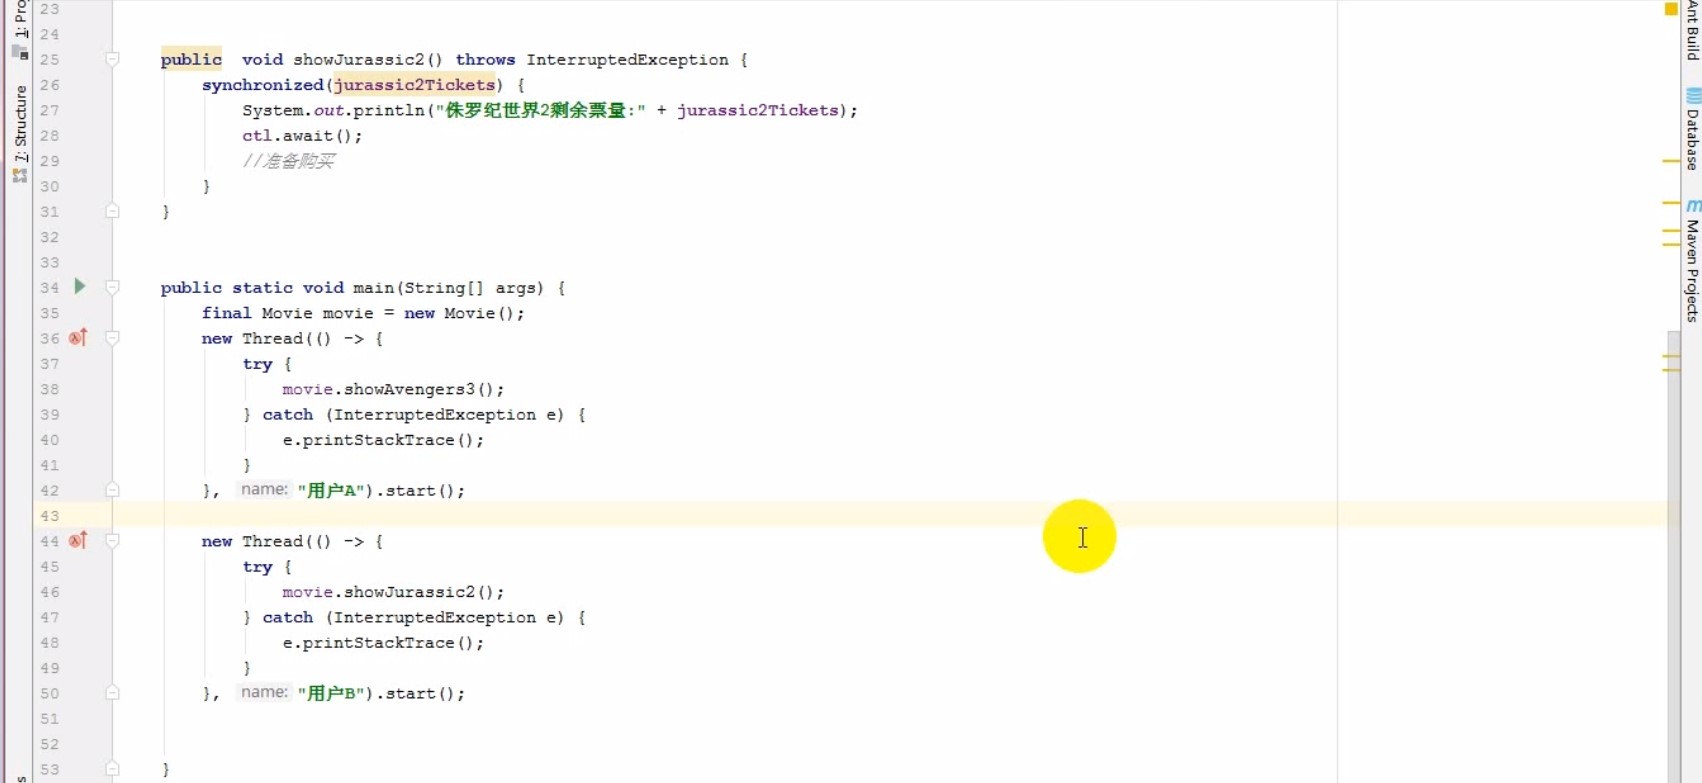 1: Pro
7: Structure
Ant Build
Database
m Maven Projects
23
24
25 public void showJurassic2() throws InterruptedException {
26 synchronized(jurassic2Tickets) {
27 System.out.println("侏罗纪世界2剩余票量:" + jurassic2Tickets);
28 ctl.await();
29 //准备购买
30 }
31 }
32
33
34 public static void main(String[] args) {
35 final Movie movie = new Movie();
36 new Thread(() -> {
37 try {
38 movie.showAvengers3();
39 } catch (InterruptedException e) {
40 e.printStackTrace();
41 }
42 }, name: "用户A").start();
43
44 new Thread(() -> {
45 try {
46 movie.showJurassic2();
47 } catch (InterruptedException e) {
48 e.printStackTrace();
49 }
50 }, name: "用户B").start();
51
52
53 }